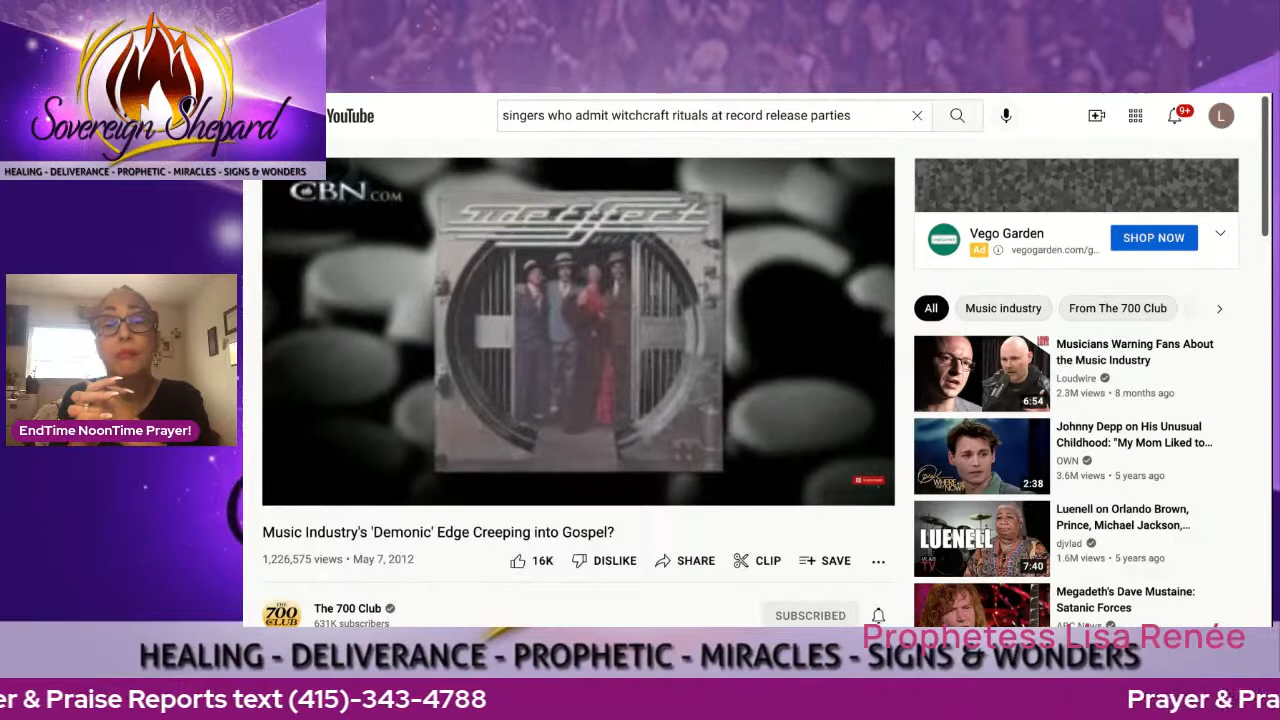 Sovereign Shepard
HEALING - DELIVERANCE - PROPHETIC - MIRACLES - SIGNS & WONDERS
YouTube
singers who admit witchcraft rituals at record release parties
9+
L
CBN.COM
Side Effect
Vego Garden
Ad
vegogarden.com/g...
SHOP NOW
All
Music industry
From The 700 Club
Musicians Warning Fans About
the Music Industry
Loudwire
2.3M views • 8 months ago
6:54
Johnny Depp on His Unusual
Childhood: "My Mom Liked to...
OWN
3.6M views • 5 years ago
2:38
Luenell on Orlando Brown,
Prince, Michael Jackson,...
djvlad
1.6M views • 5 years ago
LUENELL
7:40
Megadeth's Dave Mustaine:
Satanic Forces
ABC News
EndTime NoonTime Prayer!
Music Industry's 'Demonic' Edge Creeping into Gospel?
1,226,575 views • May 7, 2012
16K
DISLIKE
SHARE
CLIP
SAVE
THE
700
CLUB
The 700 Club
631K subscribers
SUBSCRIBED
Prophetess Lisa Renée
HEALING - DELIVERANCE - PROPHETIC - MIRACLES - SIGNS & WONDERS
er & Praise Reports text (415)-343-4788
Prayer & Pra